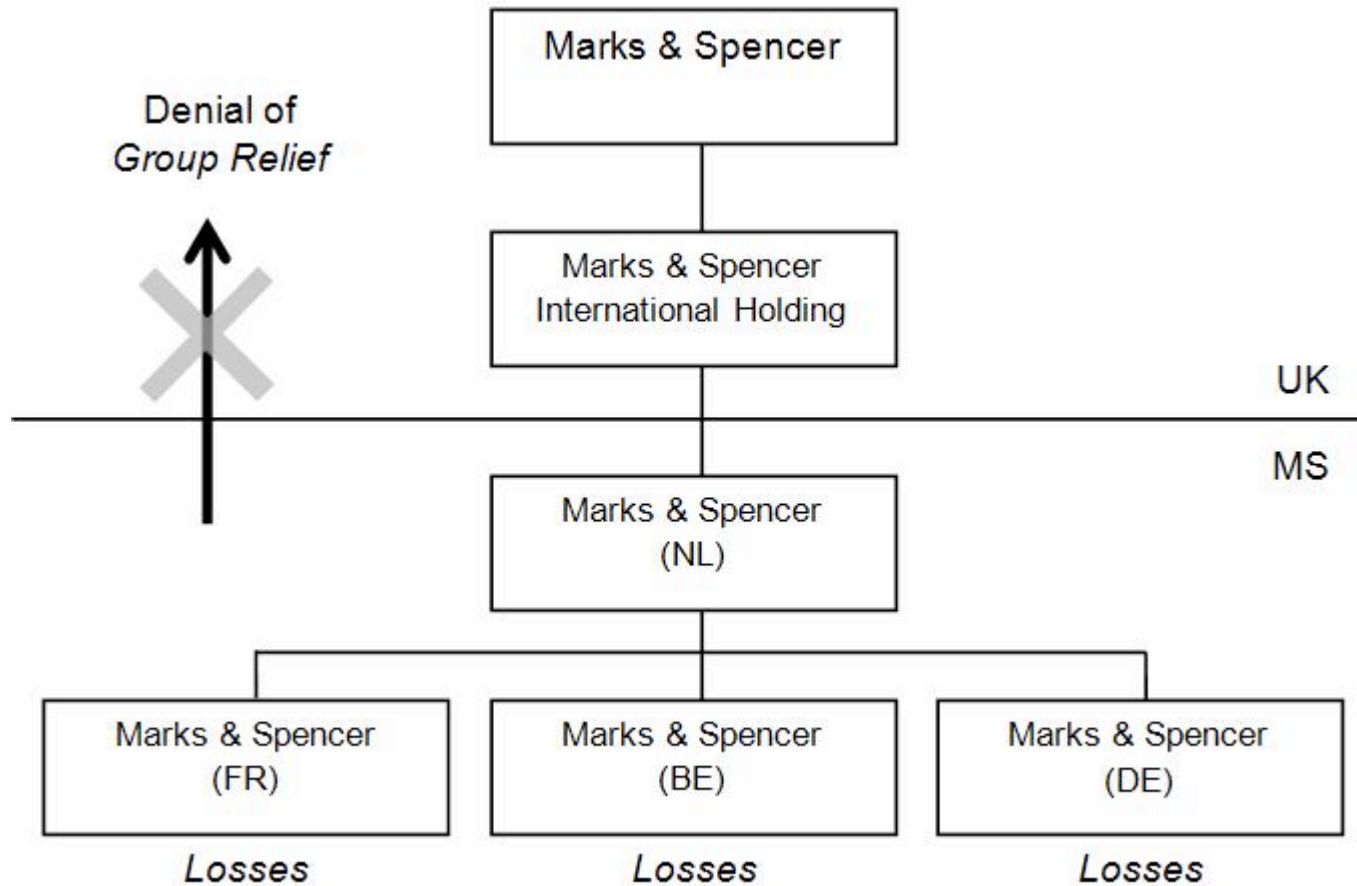 Marks & Spencer
Denial of
Group Relief
Marks & Spencer
International Holding
UK
MS
Marks & Spencer
(NL)
Marks & Spencer
(FR)
Marks & Spencer
(BE)
Marks & Spencer
(DE)
Losses
Losses
Losses